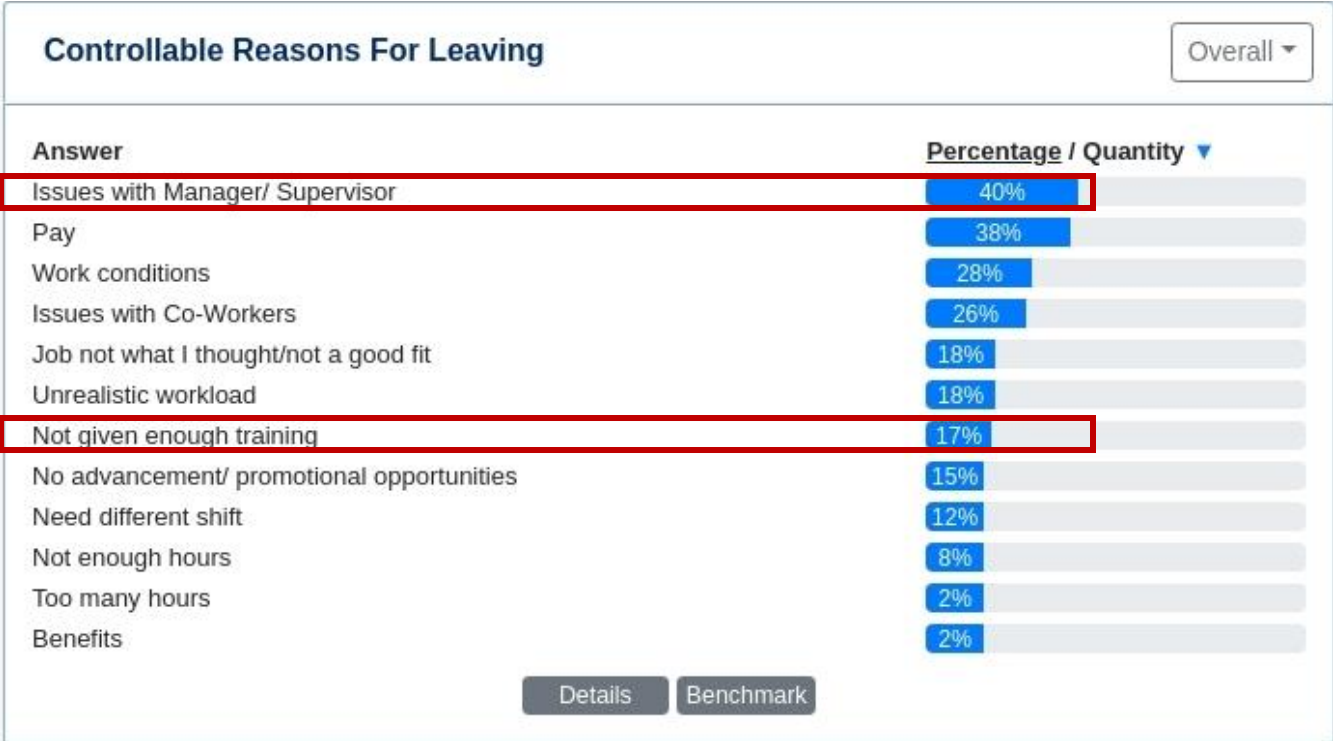 Controllable Reasons For Leaving
Overall
Answer Percentage / Quantity
Issues with Manager/ Supervisor 40%
Pay 38%
Work conditions 28%
Issues with Co-Workers 26%
Job not what I thought/not a good fit 18%
Unrealistic workload 18%
Not given enough training 17%
No advancement/ promotional opportunities 15%
Need different shift 12%
Not enough hours 8%
Too many hours 2%
Benefits 2%
Details Benchmark